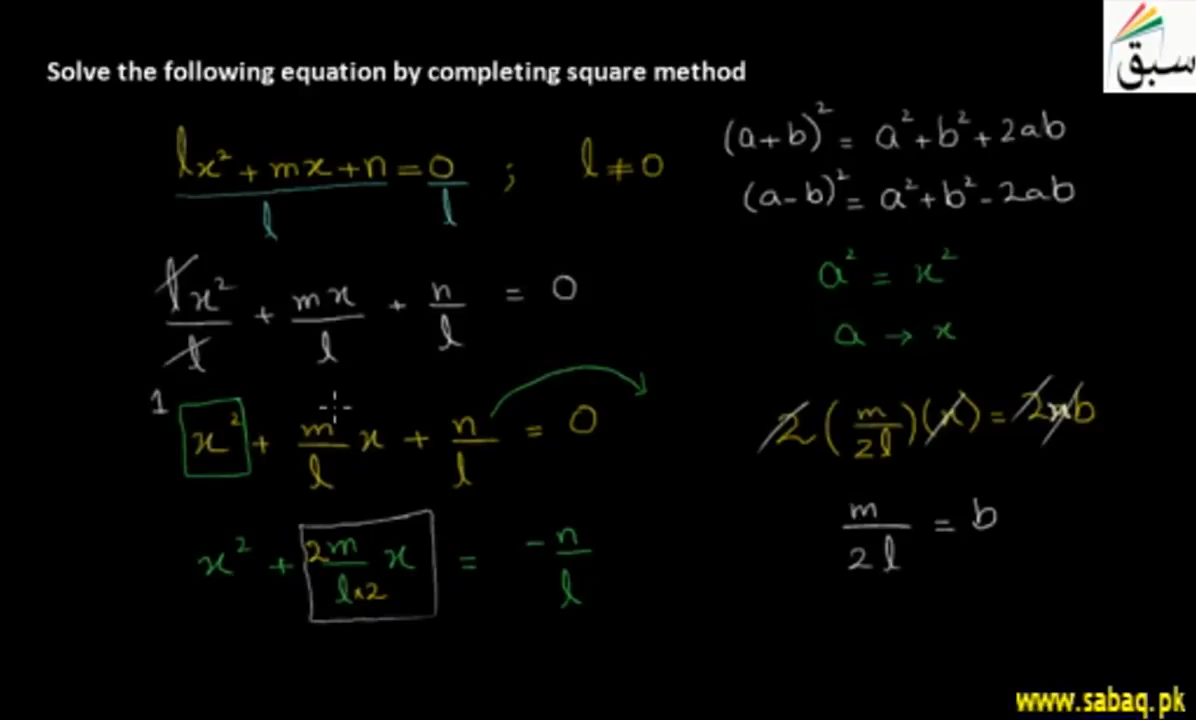 سبق
Solve the following equation by completing square method
(a+b)² = a²+b²+2ab
lx²+mx+n/l = 0/l ; l≠0
(a-b)² = a²+b²-2ab
a² = x²
lx²/l + mx/l + n/l = 0
a → x
1
x² + m/l x + n/l = 0
2(m/2l)(x) = 2xb
m/2l = b
x² + 2m/l×2 x = -n/l
www.sabaq.pk